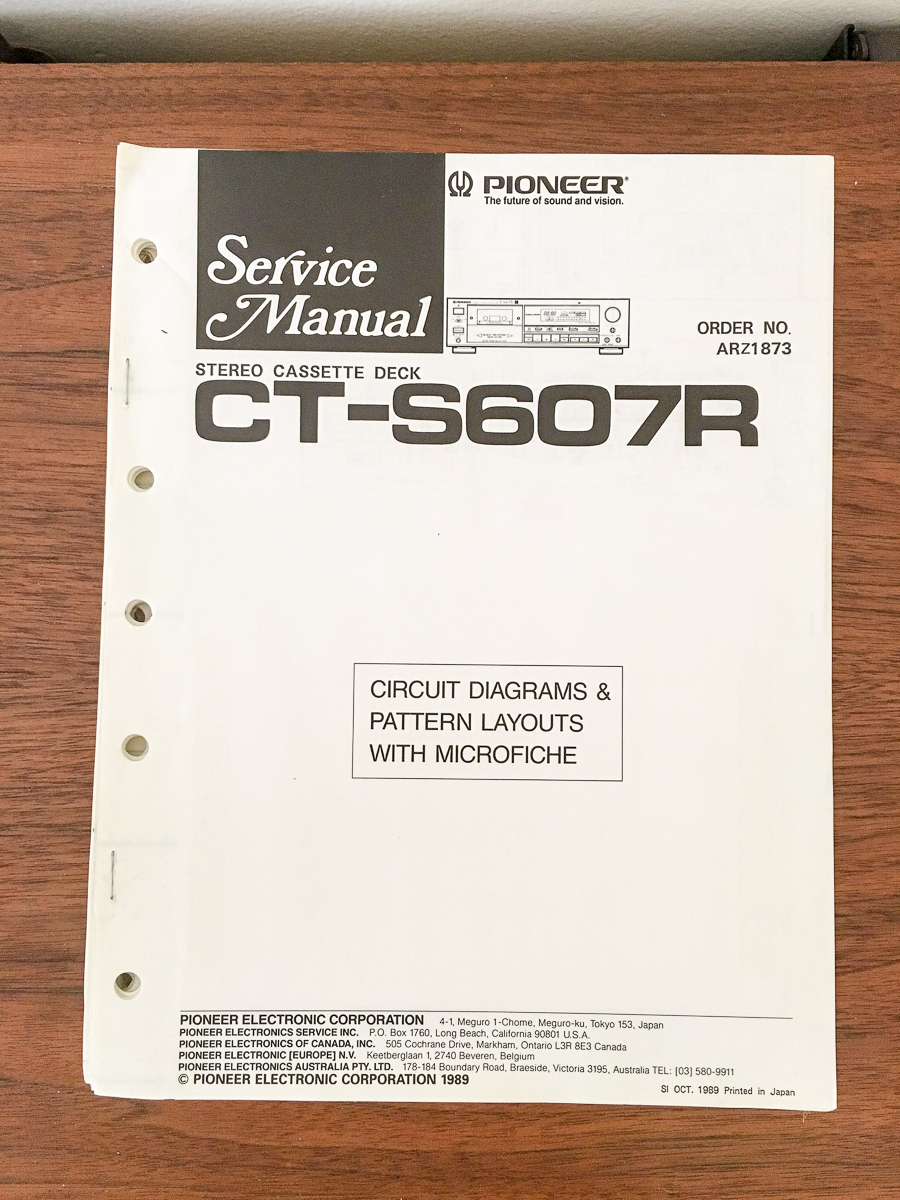 PIONEER®
The future of sound and vision.
Service
Manual
ORDER NO.
ARZ1873
STEREO CASSETTE DECK
CT-S607R
CIRCUIT DIAGRAMS &
PATTERN LAYOUTS
WITH MICROFICHE
PIONEER ELECTRONIC CORPORATION 4-1, Meguro 1-Chome, Meguro-ku, Tokyo 153, Japan
PIONEER ELECTRONICS SERVICE INC. P.O. Box 1760, Long Beach, California 90801 U.S.A.
PIONEER ELECTRONICS OF CANADA, INC. 505 Cochrane Drive, Markham, Ontario L3R 8E3 Canada
PIONEER ELECTRONIC [EUROPE] N.V. Keetberglaan 1, 2740 Beveren, Belgium
PIONEER ELECTRONICS AUSTRALIA PTY. LTD. 178-184 Boundary Road, Braeside, Victoria 3195, Australia TEL: [03] 580-9911
© PIONEER ELECTRONIC CORPORATION 1989
SI OCT. 1989 Printed in Japan